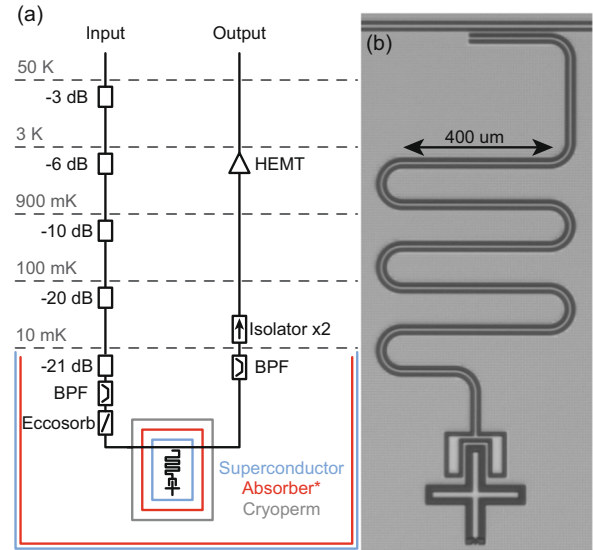 (a)
Input
Output
50 K
-3 dB
3 K
-6 dB
HEMT
900 mK
-10 dB
100 mK
-20 dB
Isolator x2
10 mK
-21 dB
BPF
BPF
Eccosorb
Superconductor
Absorber*
Cryoperm
(b)
400 um